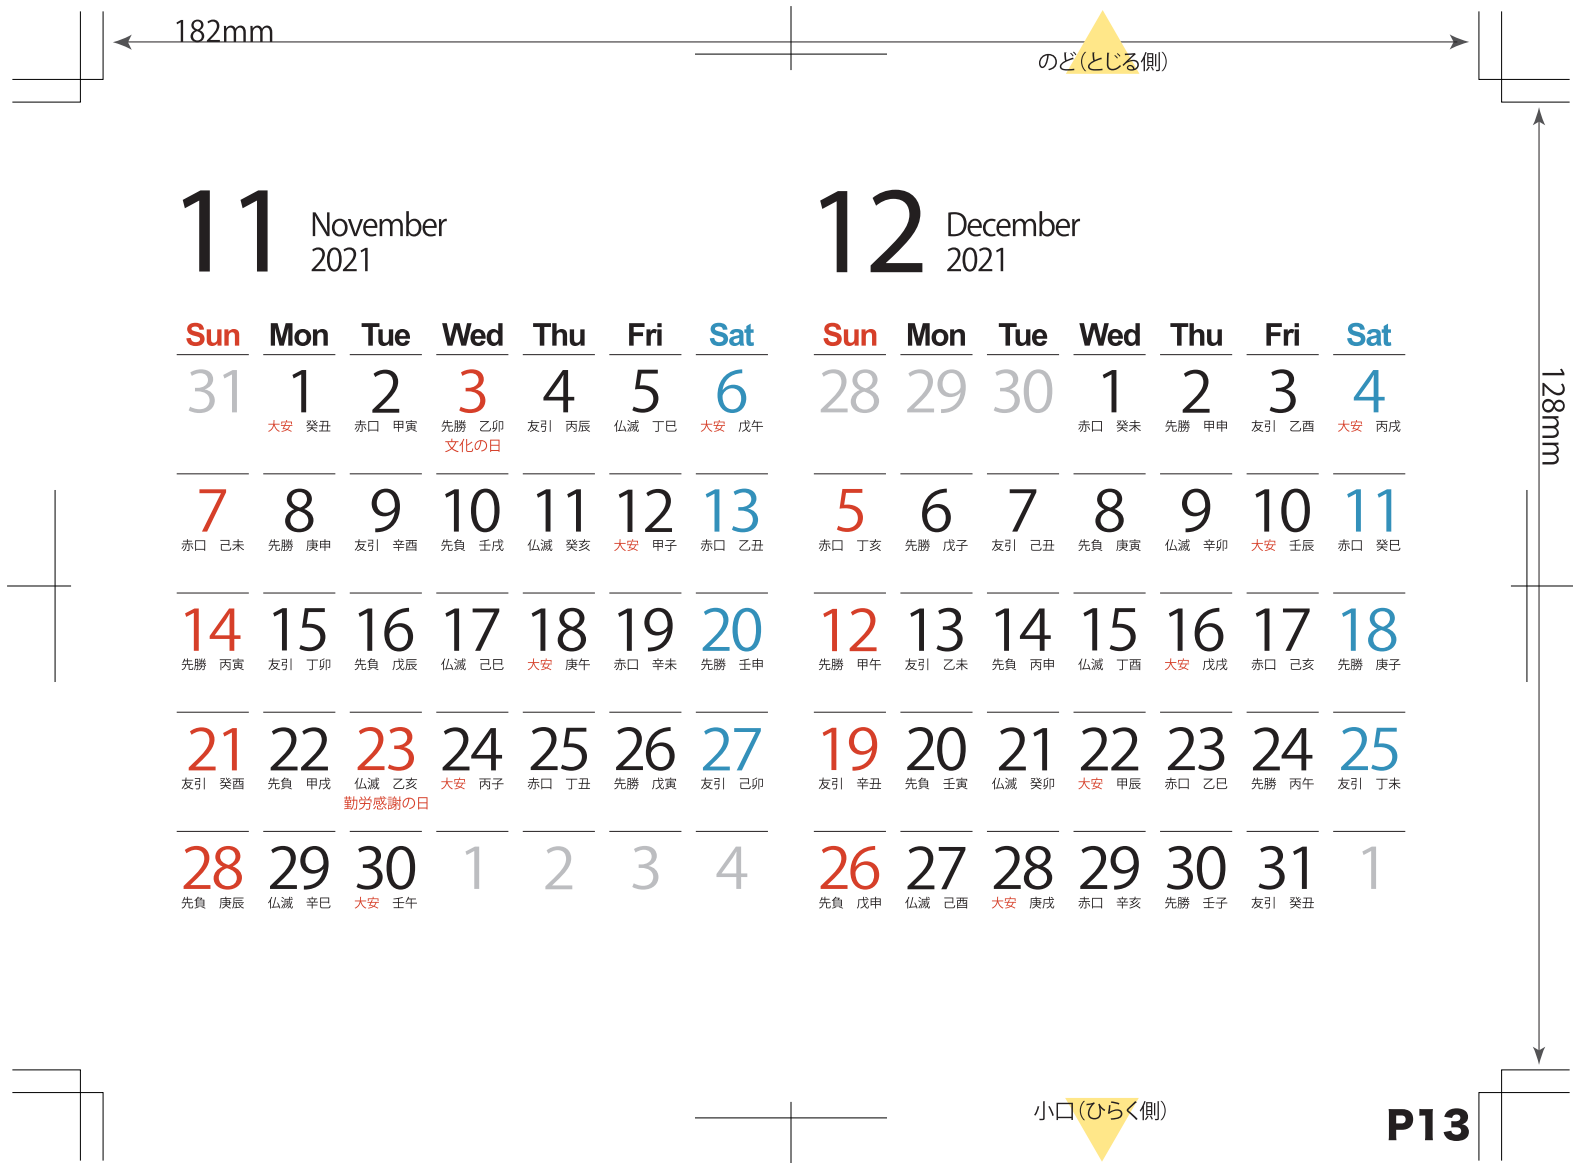 182mm
のど(とじる側)
128mm
11 November 2021
Sun Mon Tue Wed Thu Fri Sat
31 1 2 3 4 5 6
大安 癸丑 赤口 甲寅 先勝 乙卯 友引 丙辰 仏滅 丁巳 大安 戊午
文化の日
7 8 9 10 11 12 13
赤口 己未 先勝 庚申 友引 辛酉 先負 壬戌 仏滅 癸亥 大安 甲子 赤口 乙丑
14 15 16 17 18 19 20
先勝 丙寅 友引 丁卯 先負 戊辰 仏滅 己巳 大安 庚午 赤口 辛未 先勝 壬申
21 22 23 24 25 26 27
友引 癸酉 先負 甲戌 仏滅 乙亥 大安 丙子 赤口 丁丑 先勝 戊寅 友引 己卯
勤労感謝の日
28 29 30 1 2 3 4
先負 庚辰 仏滅 辛巳 大安 壬午
12 December 2021
Sun Mon Tue Wed Thu Fri Sat
28 29 30 1 2 3 4
赤口 癸未 先勝 甲申 友引 乙酉 大安 丙戌
5 6 7 8 9 10 11
赤口 丁亥 先勝 戊子 友引 己丑 先負 庚寅 仏滅 辛卯 大安 壬辰 赤口 癸巳
12 13 14 15 16 17 18
先勝 甲午 友引 乙未 先負 丙申 仏滅 丁酉 大安 戊戌 赤口 己亥 先勝 庚子
19 20 21 22 23 24 25
友引 辛丑 先負 壬寅 仏滅 癸卯 大安 甲辰 赤口 乙巳 先勝 丙午 友引 丁未
26 27 28 29 30 31 1
先負 戊申 仏滅 己酉 大安 庚戌 赤口 辛亥 先勝 壬子 友引 癸丑
小口(ひらく側)
P13